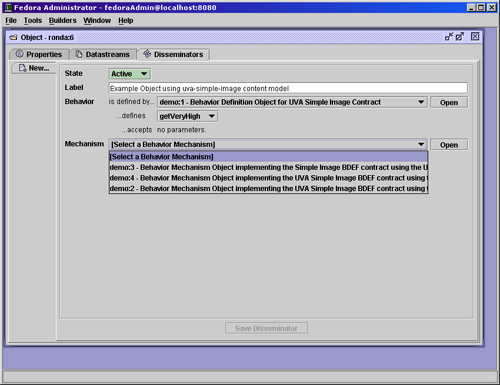 Fedora Administrator - fedoraAdmin@localhost:8080
File Tools Builders Window Help
Object - ronda:6
Properties Datastreams Disseminators
New...
State Active
Label Example Object using uva-simple-image content model
Behavior is defined by... demo:1 - Behavior Definition Object for UVA Simple Image Contract Open
...defines getVeryHigh
...accepts no parameters.
Mechanism [Select a Behavior Mechanism] Open
[Select a Behavior Mechanism]
demo:3 - Behavior Mechanism Object implementing the Simple Image BDEF contract using the U
demo:4 - Behavior Mechanism Object implementing the UVA Simple Image BDEF contract using t
demo:2 - Behavior Mechanism Object implementing the UVA Simple Image BDEF contract using t
Save Disseminator